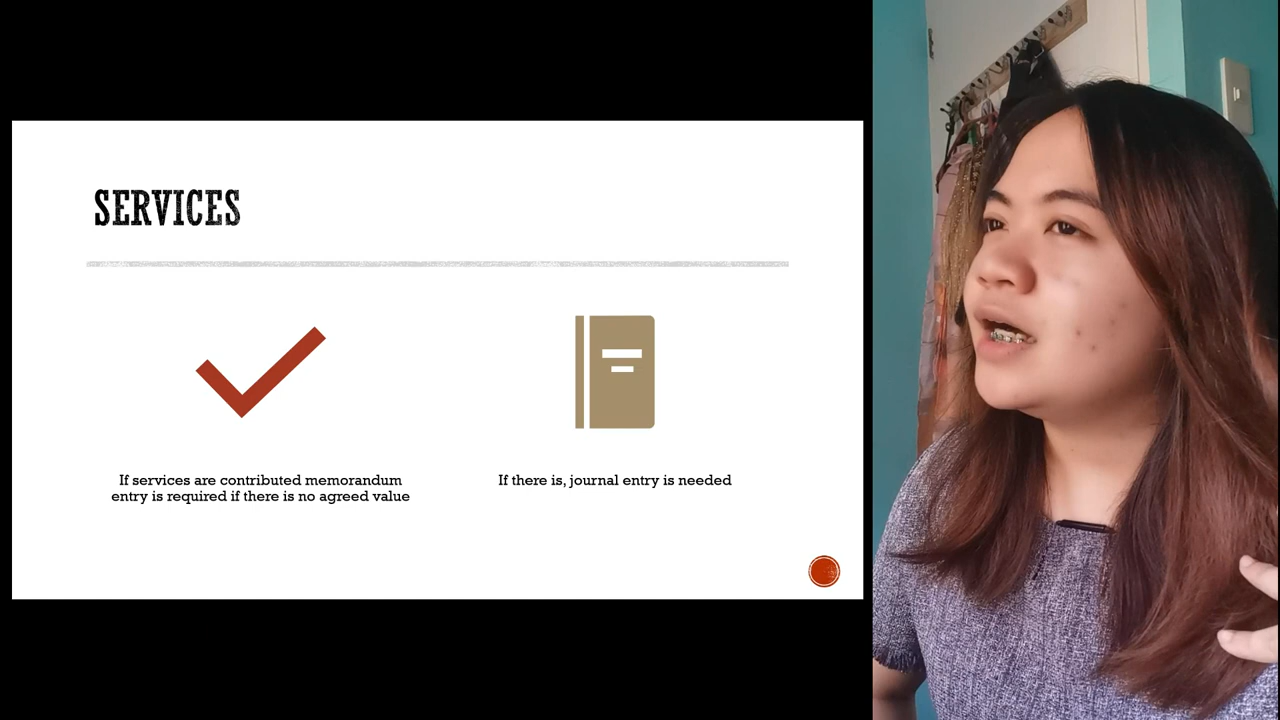 SERVICES
If services are contributed memorandum
entry is required if there is no agreed value
If there is, journal entry is needed